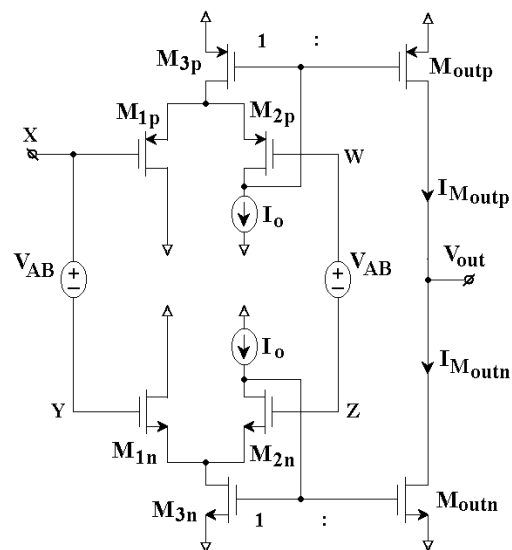 M3p 1 : Moutp
M1p M2p
X W
Io IMoutp
VAB VAB Vout
Io IMoutn
Y Z
M1n M2n
M3n 1 : Moutn